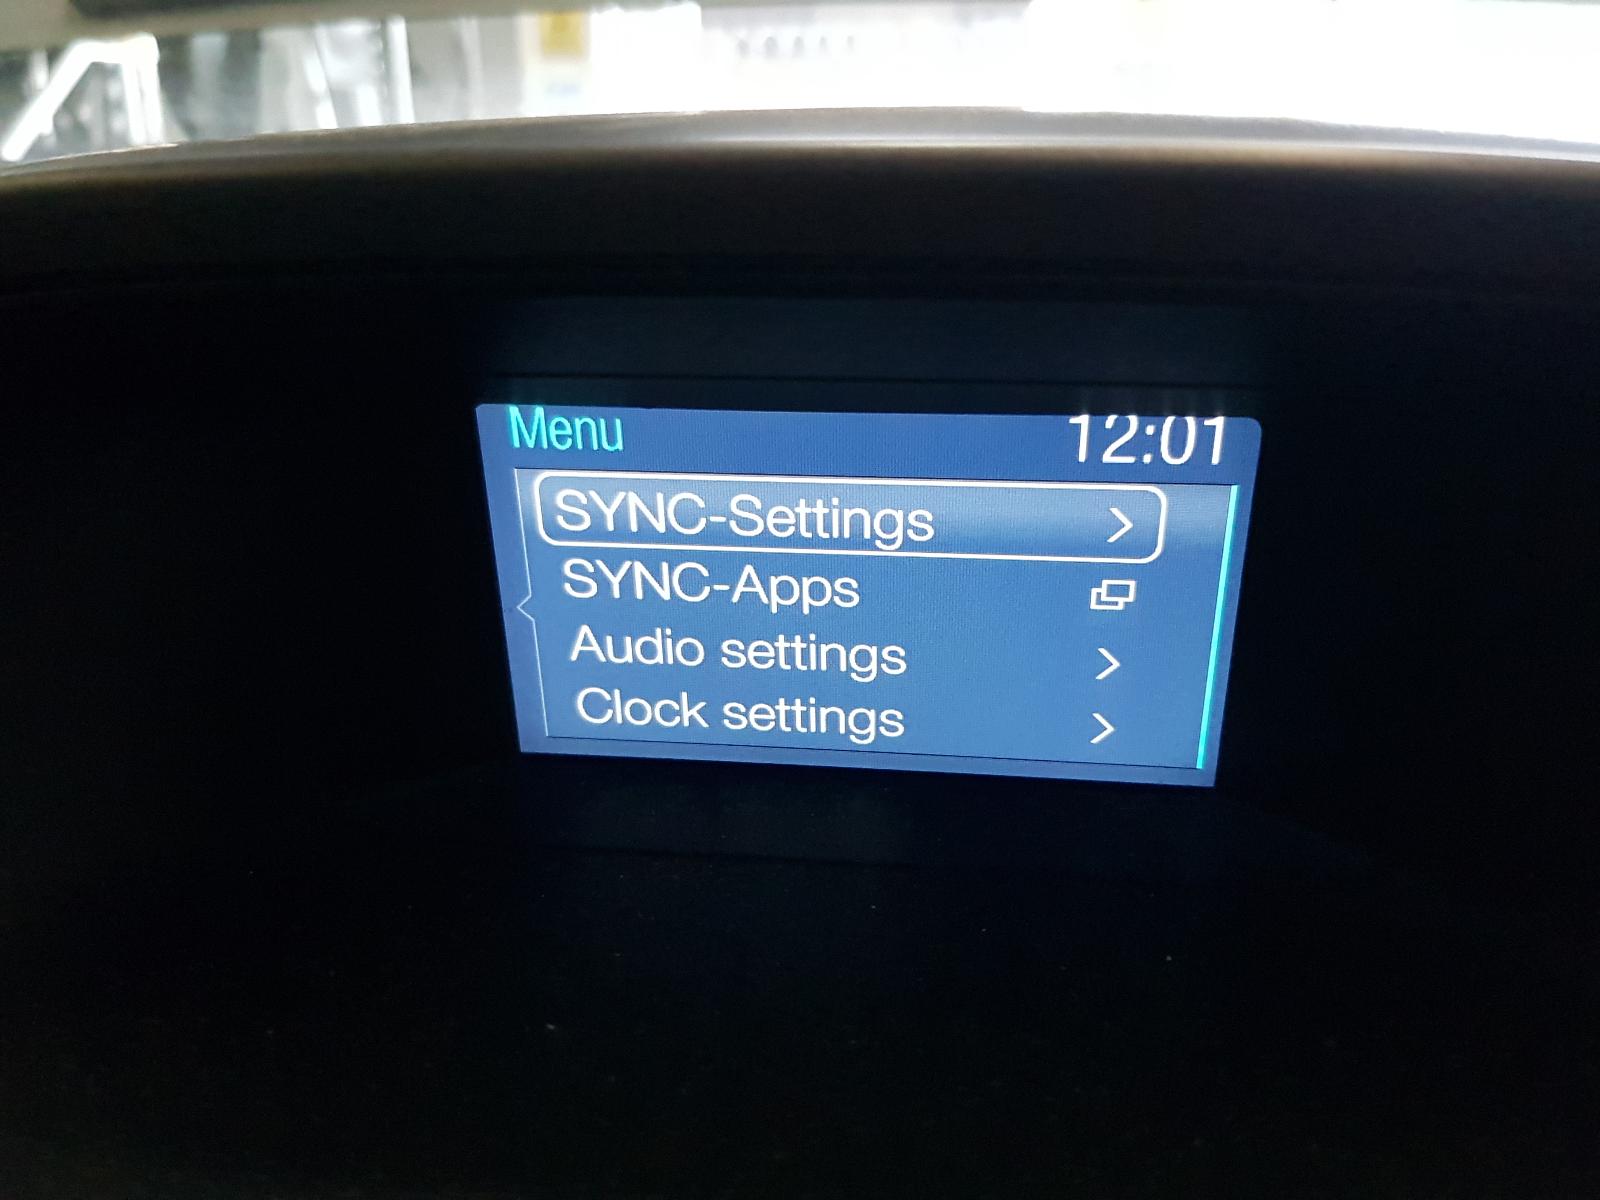 Menu 12:01
SYNC-Settings
SYNC-Apps
Audio settings
Clock settings